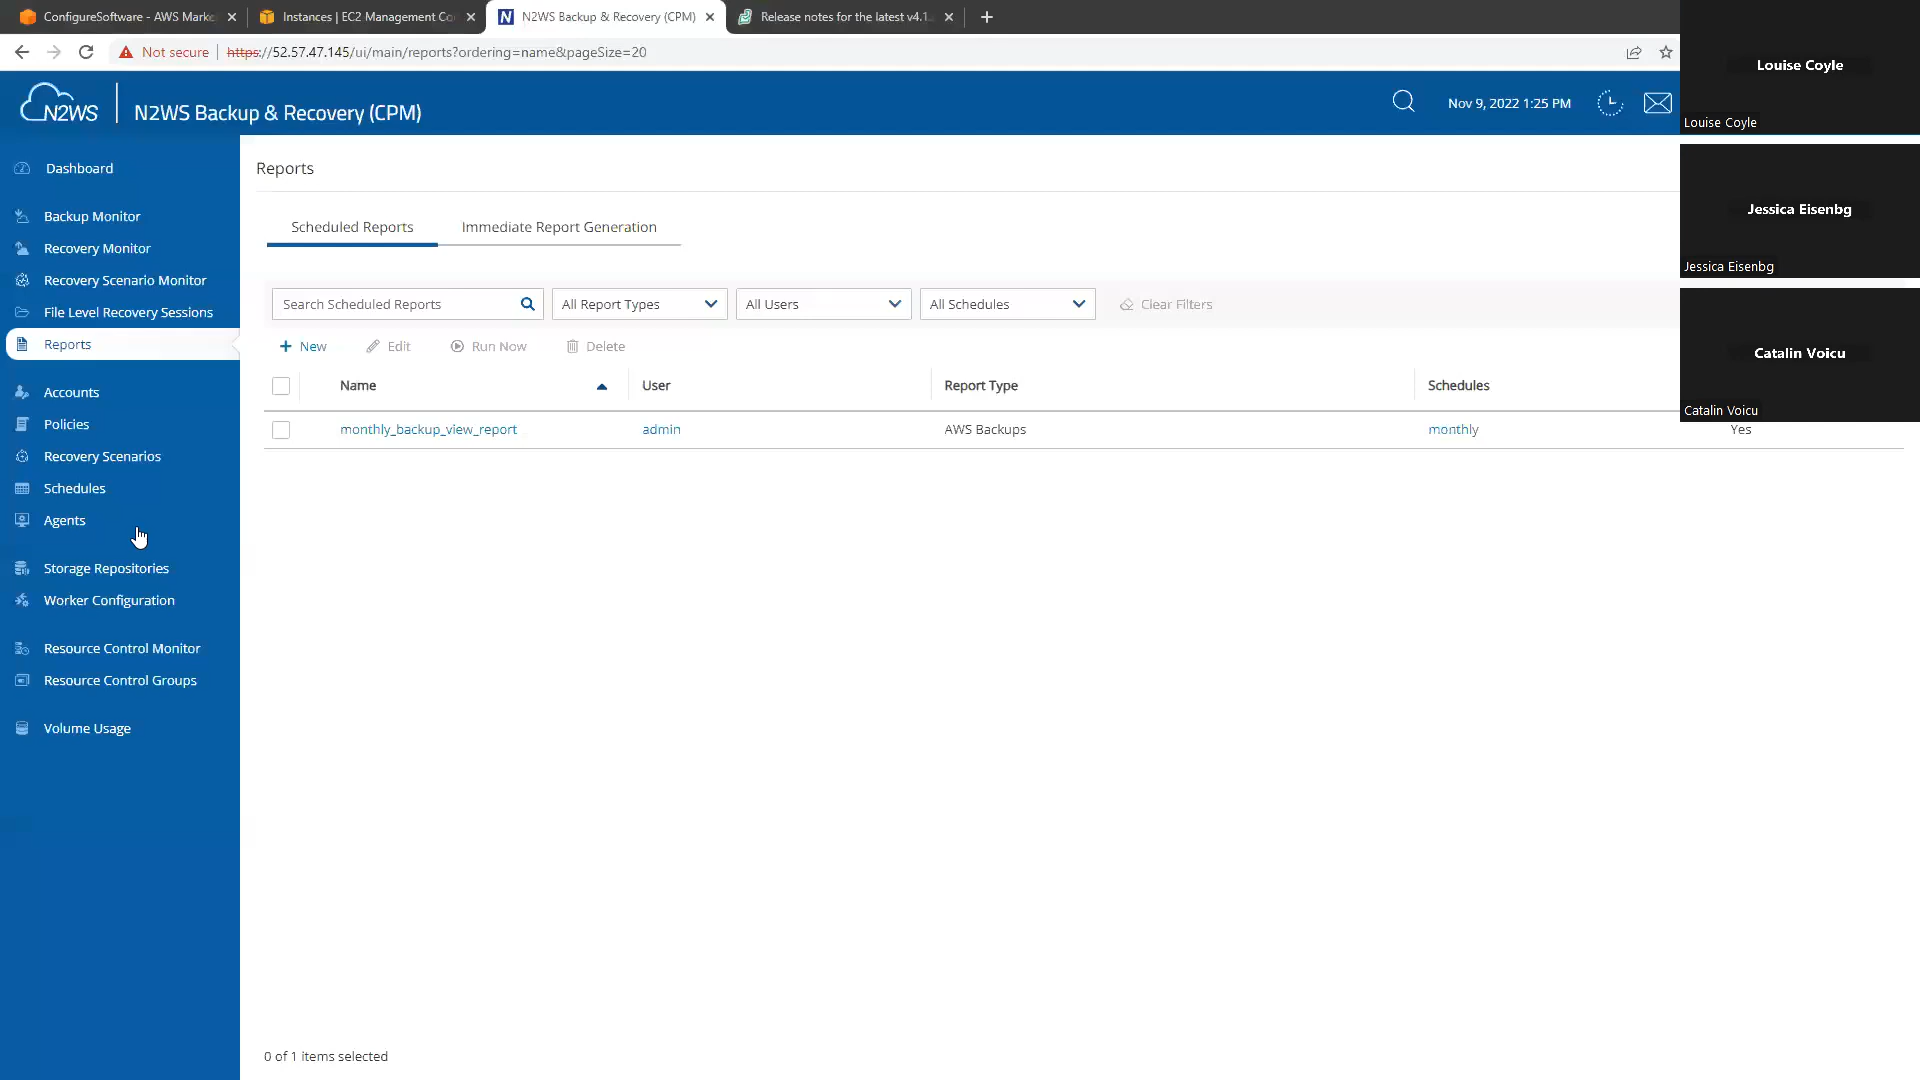 ConfigureSoftware - AWS Marke
Instances | EC2 Management Co
N2WS Backup & Recovery (CPM)
Release notes for the latest v4.1.
Not secure
https://52.57.47.145/ui/main/reports?ordering=name&pageSize=20
N2WS
N2WS Backup & Recovery (CPM)
Nov 9, 2022 1:25 PM
Louise Coyle
Louise Coyle
Jessica Eisenbg
Jessica Eisenbg
Catalin Voicu
Catalin Voicu
Dashboard
Backup Monitor
Recovery Monitor
Recovery Scenario Monitor
File Level Recovery Sessions
Reports
Accounts
Policies
Recovery Scenarios
Schedules
Agents
Storage Repositories
Worker Configuration
Resource Control Monitor
Resource Control Groups
Volume Usage
Reports
Scheduled Reports
Immediate Report Generation
Search Scheduled Reports
All Report Types
All Users
All Schedules
Clear Filters
New
Edit
Run Now
Delete
Name
User
Report Type
Schedules
monthly_backup_view_report
admin
AWS Backups
monthly
Yes
0 of 1 items selected